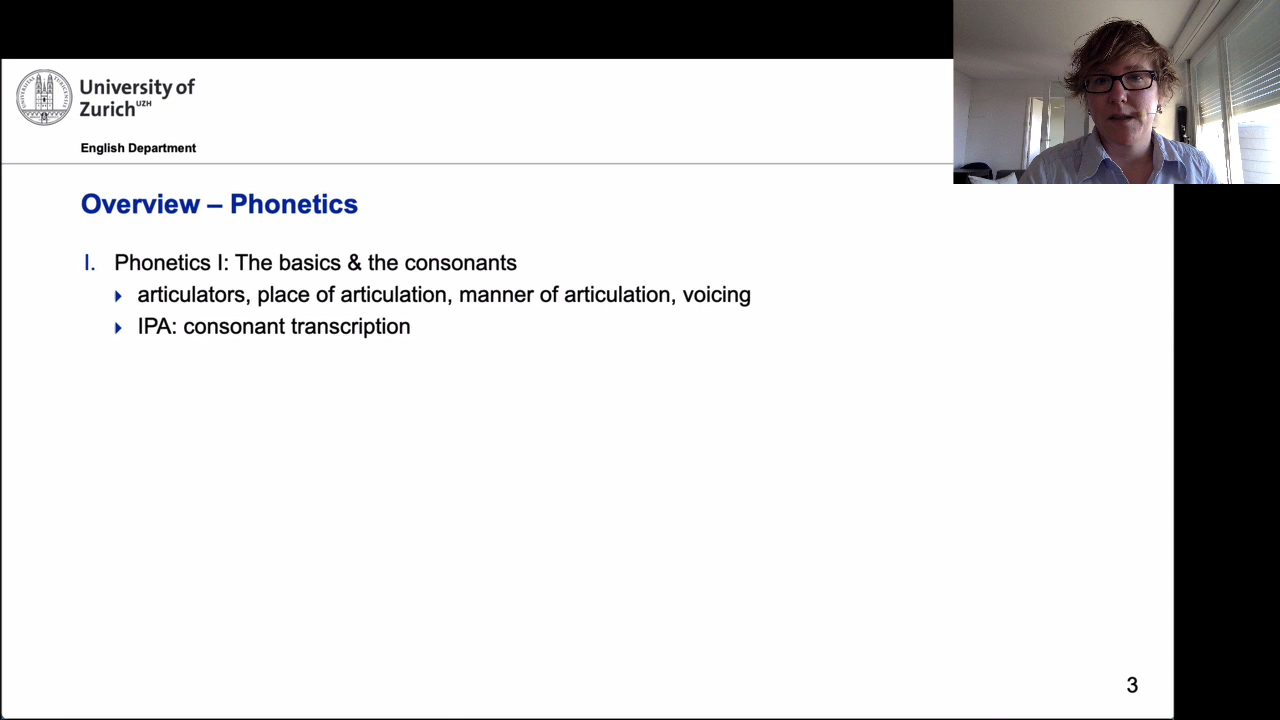 University of
Zurich UZH
English Department
Overview – Phonetics
I. Phonetics I: The basics & the consonants
articulators, place of articulation, manner of articulation, voicing
IPA: consonant transcription
3